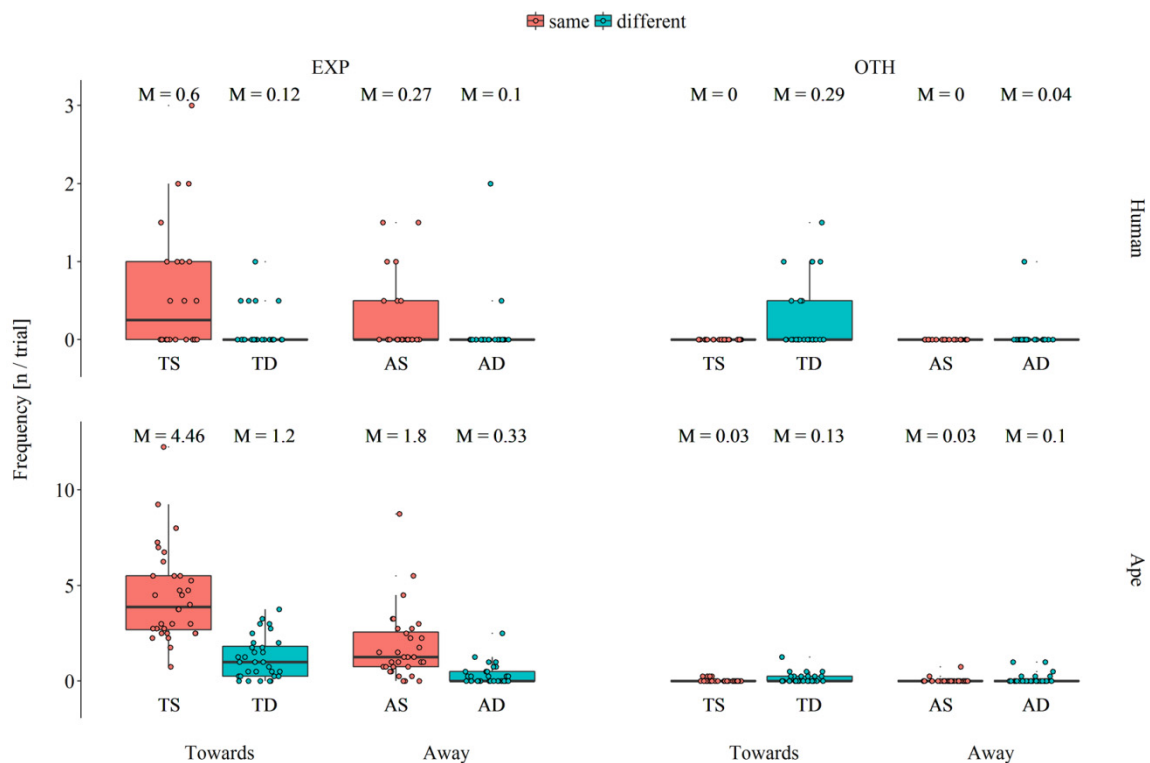 same different
EXP OTH
M = 0.6 M = 0.12 M = 0.27 M = 0.1 M = 0 M = 0.29 M = 0 M = 0.04
3
2
1
0
TS TD AS AD TS TD AS AD
Human
Frequency [n / trial]
M = 4.46 M = 1.2 M = 1.8 M = 0.33 M = 0.03 M = 0.13 M = 0.03 M = 0.1
10
5
0
TS TD AS AD TS TD AS AD
Ape
Towards Away Towards Away